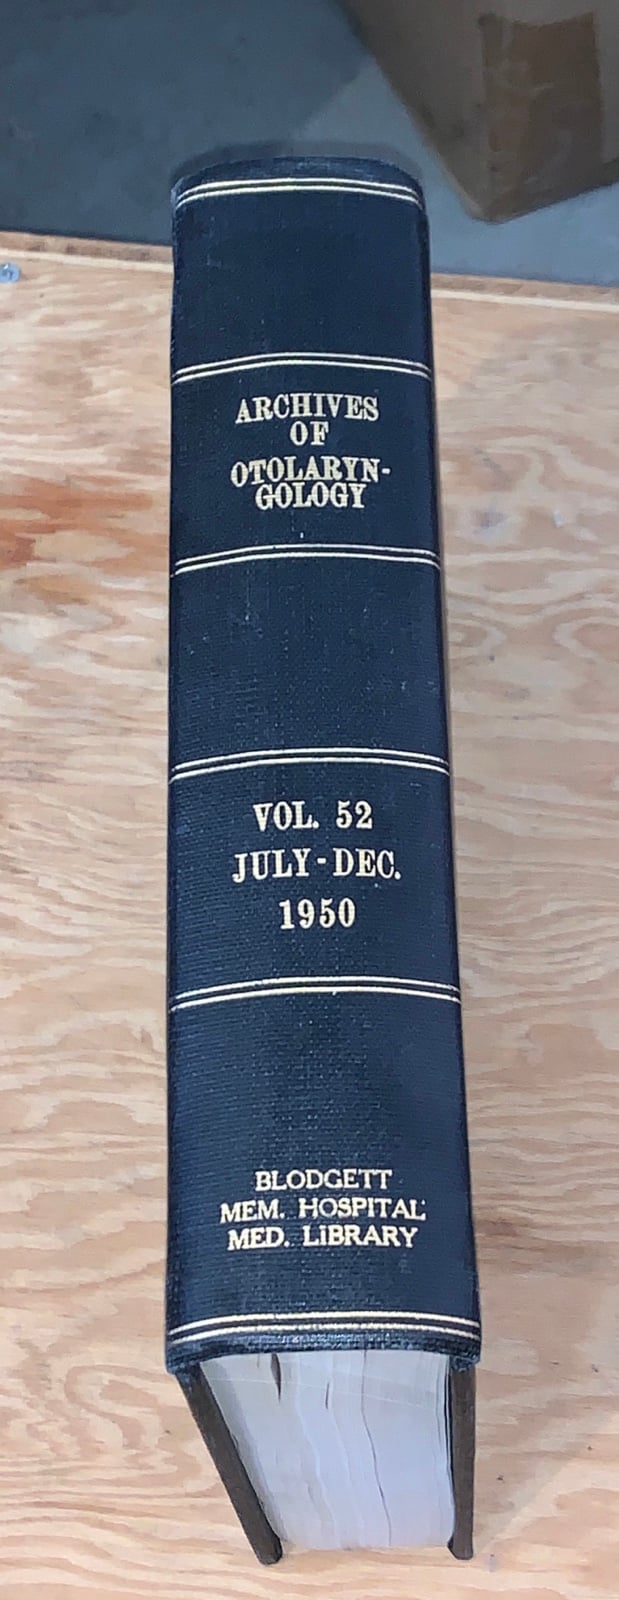 ARCHIVES
OF
OTOLARYN-
GOLOGY
VOL. 52
JULY-DEC.
1950
BLODGETT
MEM. HOSPITAL
MED. LIBRARY